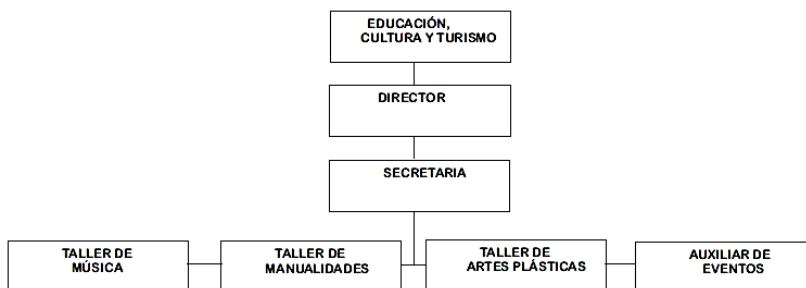 EDUCACIÓN,
CULTURA Y TURISMO
DIRECTOR
SECRETARIA
TALLER DE
MÚSICA
TALLER DE
MANUALIDADES
TALLER DE
ARTES PLÁSTICAS
AUXILIAR DE
EVENTOS